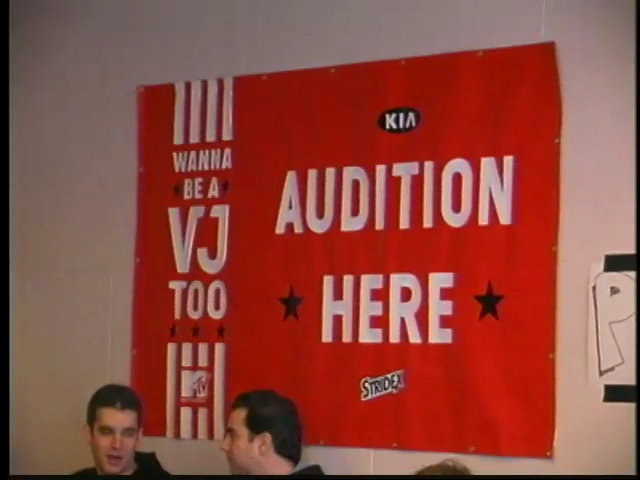 WANNA
BE A
VJ
TOO
MTV
KIA
AUDITION
HERE
STRIDEX
P